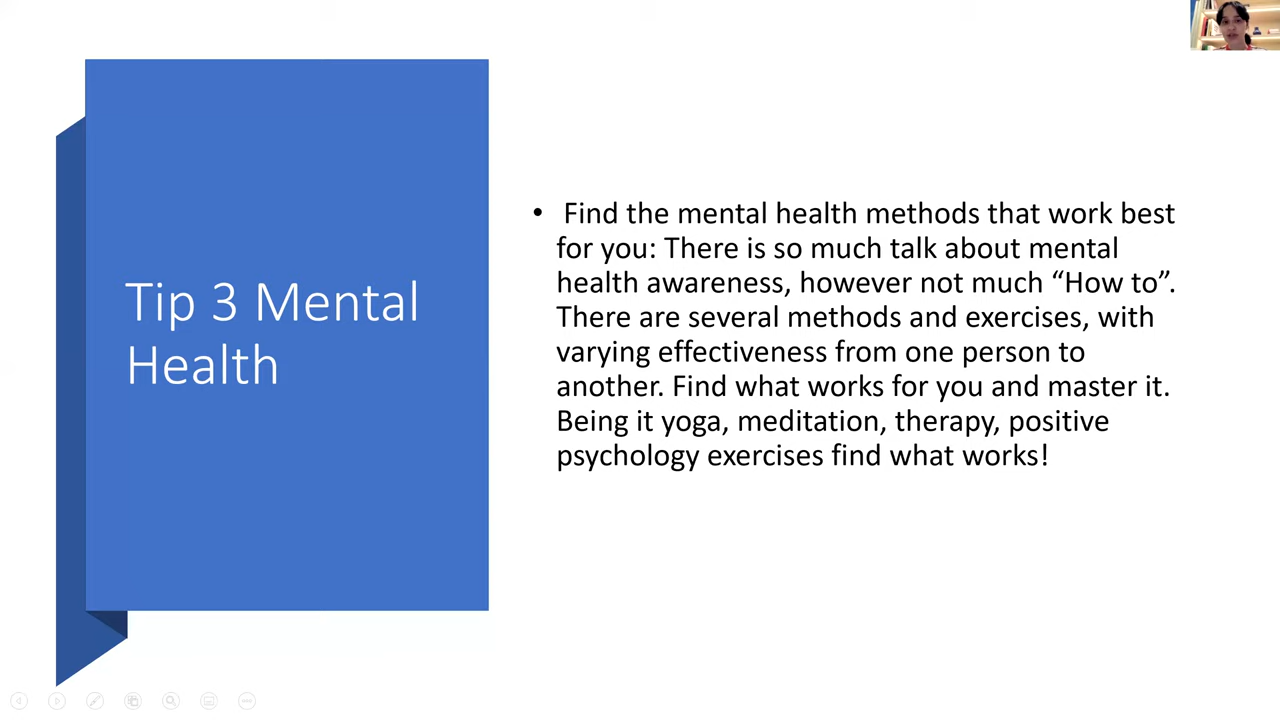 Tip 3 Mental
Health
• Find the mental health methods that work best
for you: There is so much talk about mental
health awareness, however not much “How to”.
There are several methods and exercises, with
varying effectiveness from one person to
another. Find what works for you and master it.
Being it yoga, meditation, therapy, positive
psychology exercises find what works!